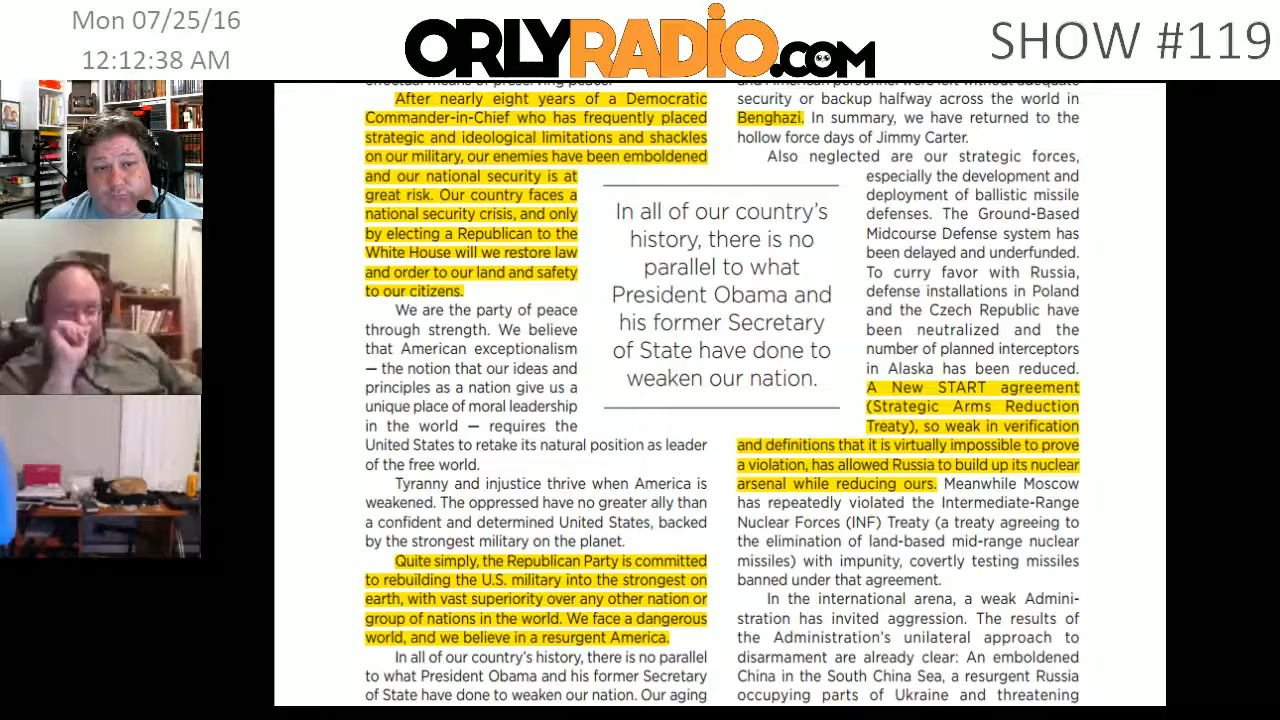 Mon 07/25/16
12:12:38 AM
ORLYRADIO.COM
SHOW #119
effectual means of preserving peace.
After nearly eight years of a Democratic
Commander-in-Chief who has frequently placed
strategic and ideological limitations and shackles
on our military, our enemies have been emboldened
and our national security is at
great risk. Our country faces a
national security crisis, and only
by electing a Republican to the
White House will we restore law
and order to our land and safety
to our citizens.
We are the party of peace
through strength. We believe
that American exceptionalism
— the notion that our ideas and
principles as a nation give us a
unique place of moral leadership
in the world — requires the
United States to retake its natural position as leader
of the free world.
Tyranny and injustice thrive when America is
weakened. The oppressed have no greater ally than
a confident and determined United States, backed
by the strongest military on the planet.
Quite simply, the Republican Party is committed
to rebuilding the U.S. military into the strongest on
earth, with vast superiority over any other nation or
group of nations in the world. We face a dangerous
world, and we believe in a resurgent America.
In all of our country's history, there is no parallel
to what President Obama and his former Secretary
of State have done to weaken our nation. Our aging
In all of our country's
history, there is no
parallel to what
President Obama and
his former Secretary
of State have done to
weaken our nation.
and American personnel were left without adequate
security or backup halfway across the world in
Benghazi. In summary, we have returned to the
hollow force days of Jimmy Carter.
Also neglected are our strategic forces,
especially the development and
deployment of ballistic missile
defenses. The Ground-Based
Midcourse Defense system has
been delayed and underfunded.
To curry favor with Russia,
defense installations in Poland
and the Czech Republic have
been neutralized and the
number of planned interceptors
in Alaska has been reduced.
A New START agreement
(Strategic Arms Reduction
Treaty), so weak in verification
and definitions that it is virtually impossible to prove
a violation, has allowed Russia to build up its nuclear
arsenal while reducing ours. Meanwhile Moscow
has repeatedly violated the Intermediate-Range
Nuclear Forces (INF) Treaty (a treaty agreeing to
the elimination of land-based mid-range nuclear
missiles) with impunity, covertly testing missiles
banned under that agreement.
In the international arena, a weak Admini-
stration has invited aggression. The results of
the Administration's unilateral approach to
disarmament are already clear: An emboldened
China in the South China Sea, a resurgent Russia
occupying parts of Ukraine and threatening